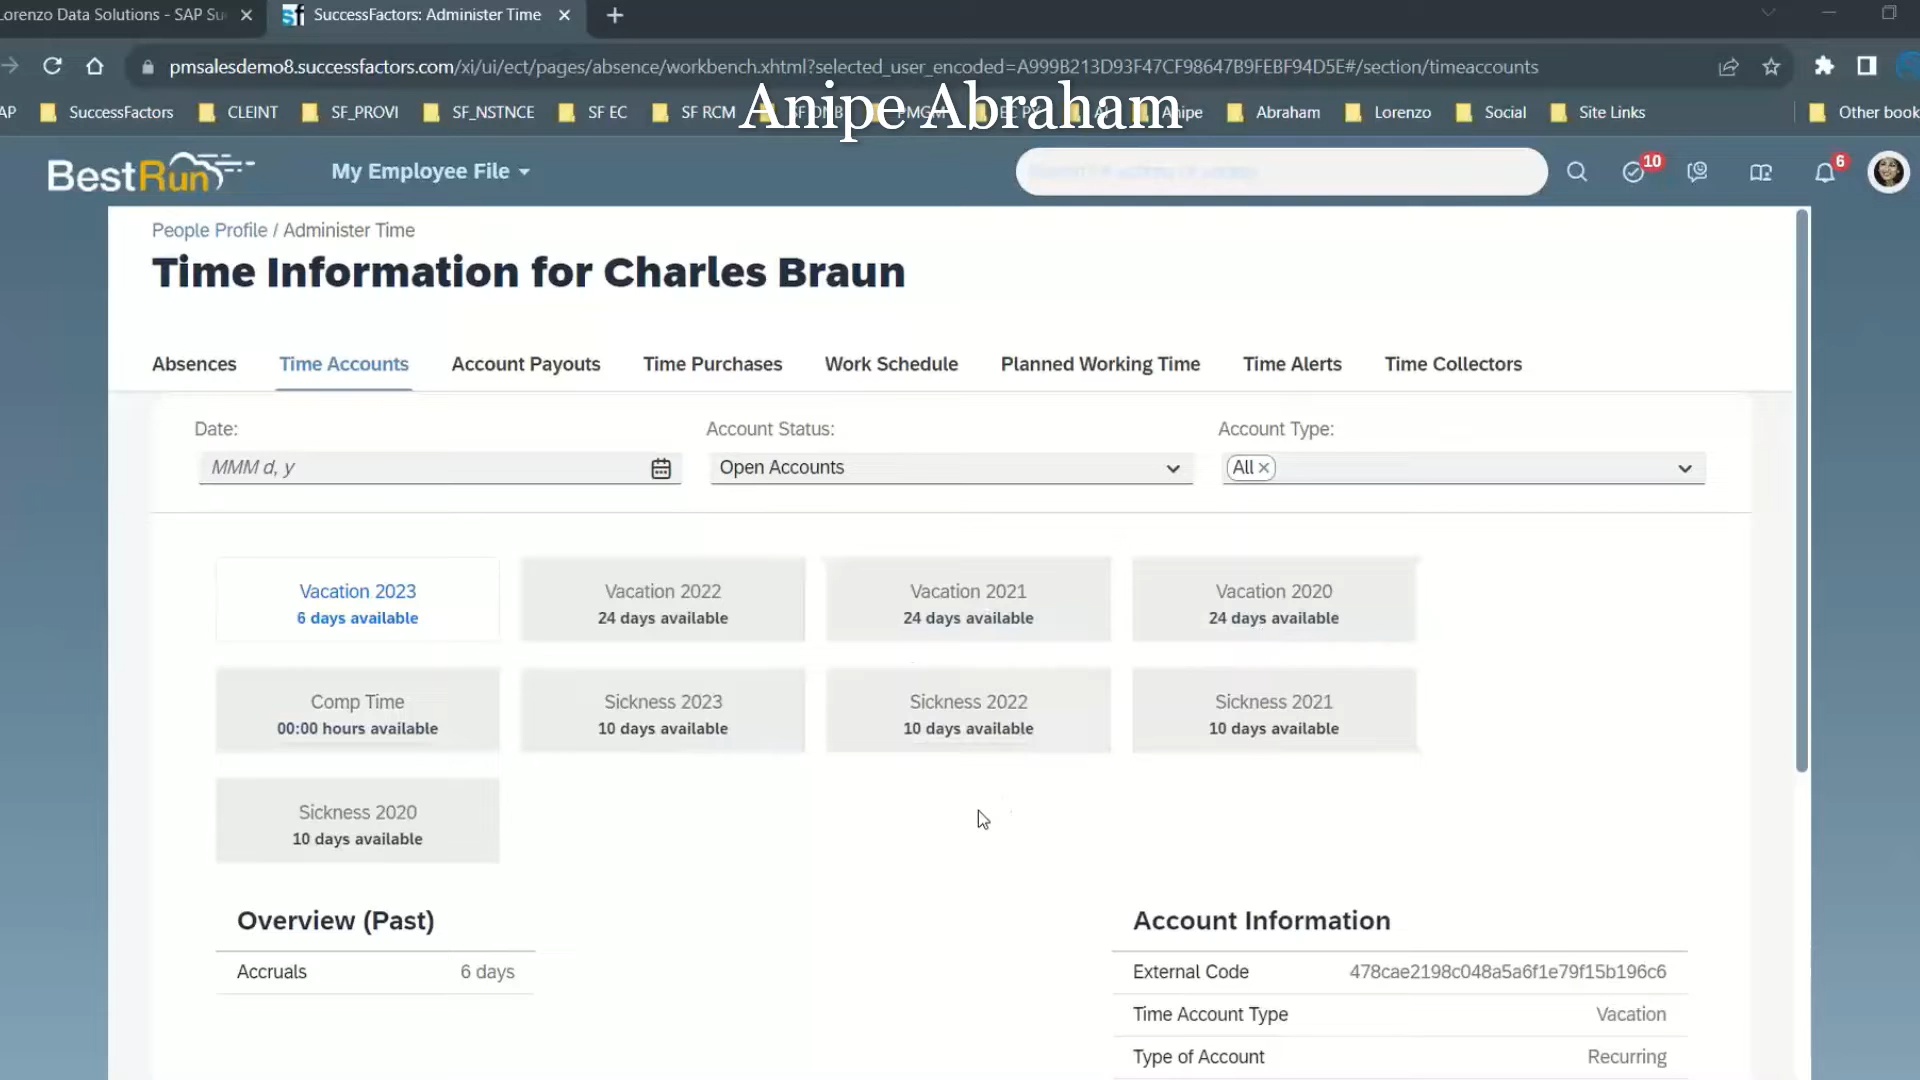 Lorenzo Data Solutions - SAP Su
SuccessFactors: Administer Time
pmsalesdemo8.successfactors.com/xi/ui/ect/pages/absence/workbench.xhtml?selected_user_encoded=A999B213D93F47CF98647B9FEBF94D5E#/section/timeaccounts
AP SuccessFactors CLEINT SF_PROVI SF_NSTNCE SF EC SF RCM Anipe Abraham Lorenzo Social Site Links Other book
Anipe Abraham
BestRun My Employee File 10 6
People Profile / Administer Time
Time Information for Charles Braun
Absences Time Accounts Account Payouts Time Purchases Work Schedule Planned Working Time Time Alerts Time Collectors
Date: Account Status: Account Type:
MMM d, y Open Accounts All
Vacation 2023 Vacation 2022 Vacation 2021 Vacation 2020
6 days available 24 days available 24 days available 24 days available
Comp Time Sickness 2023 Sickness 2022 Sickness 2021
00:00 hours available 10 days available 10 days available 10 days available
Sickness 2020
10 days available
Overview (Past) Account Information
Accruals 6 days External Code 478cae2198c048a5a6f1e79f15b196c6
Time Account Type Vacation
Type of Account Recurring